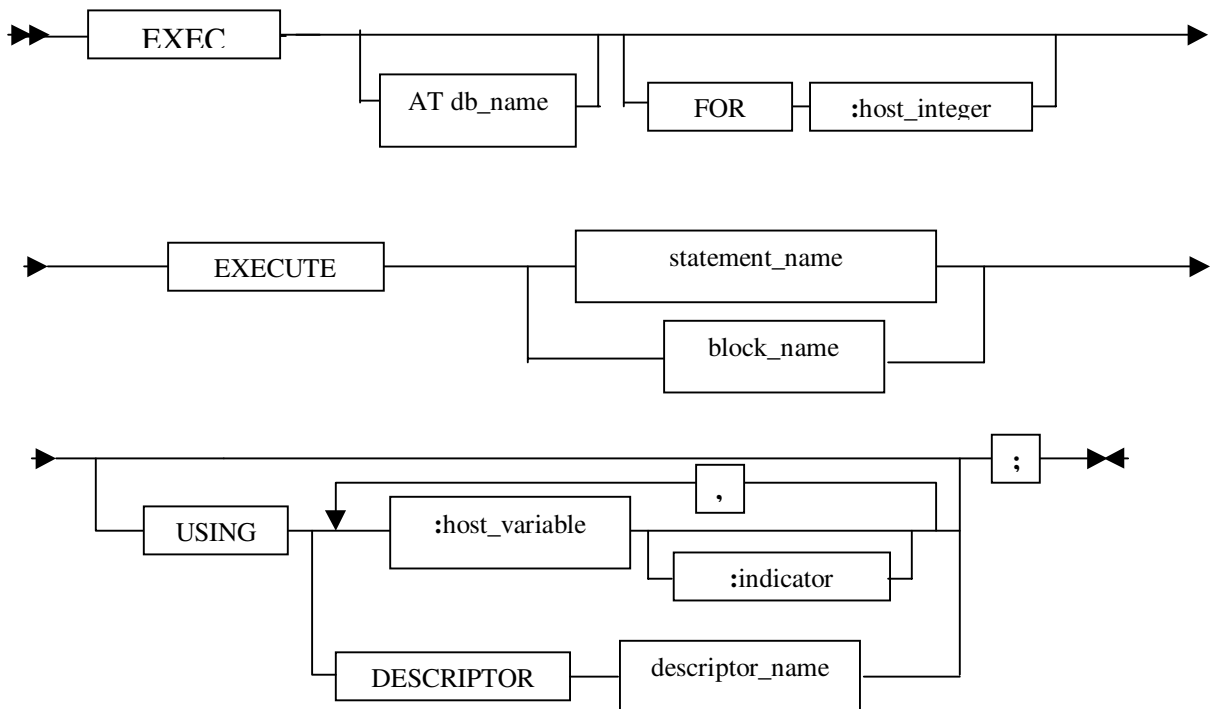 EXEC
AT db_name
FOR :host_integer
EXECUTE
statement_name
block_name
;
,
USING :host_variable
:indicator
DESCRIPTOR descriptor_name